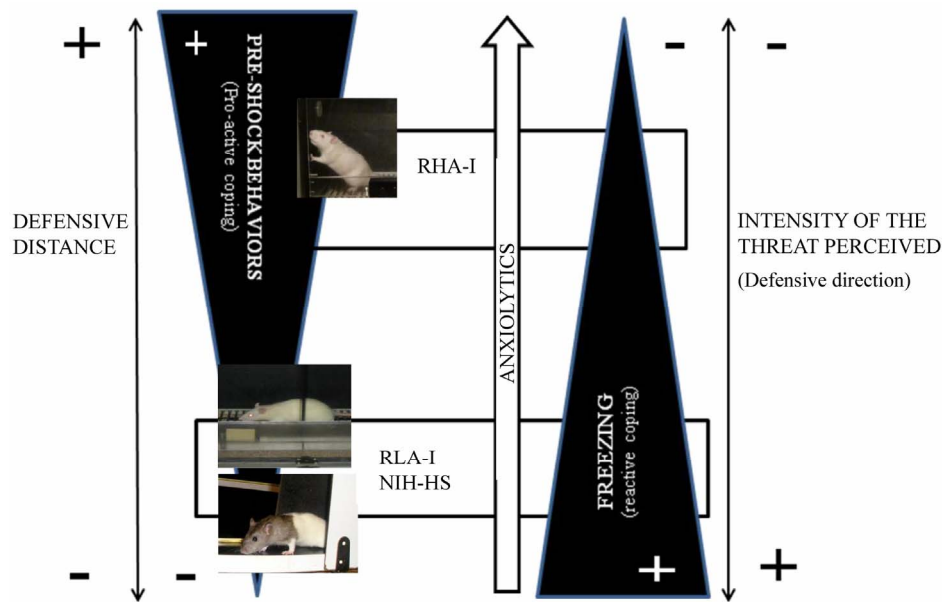 +
+
PRE-SHOCK BEHAVIORS
(Pro-active coping)
-
-
RHA-I
DEFENSIVE
DISTANCE
INTENSITY OF THE
THREAT PERCEIVED
(Defensive direction)
ANXIOLYTICS
FREEZING
(reactive coping)
RLA-I
NIH-HS
-
-
+
+